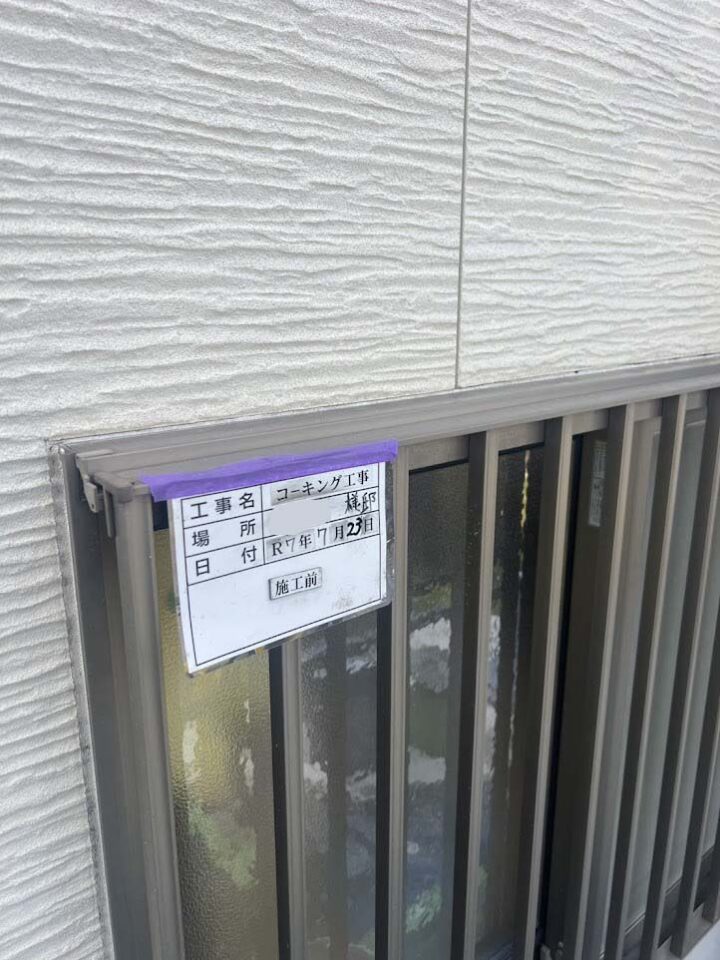 工事名 コーキング工事
場所 様邸
日付 R7年7月23日
施工前